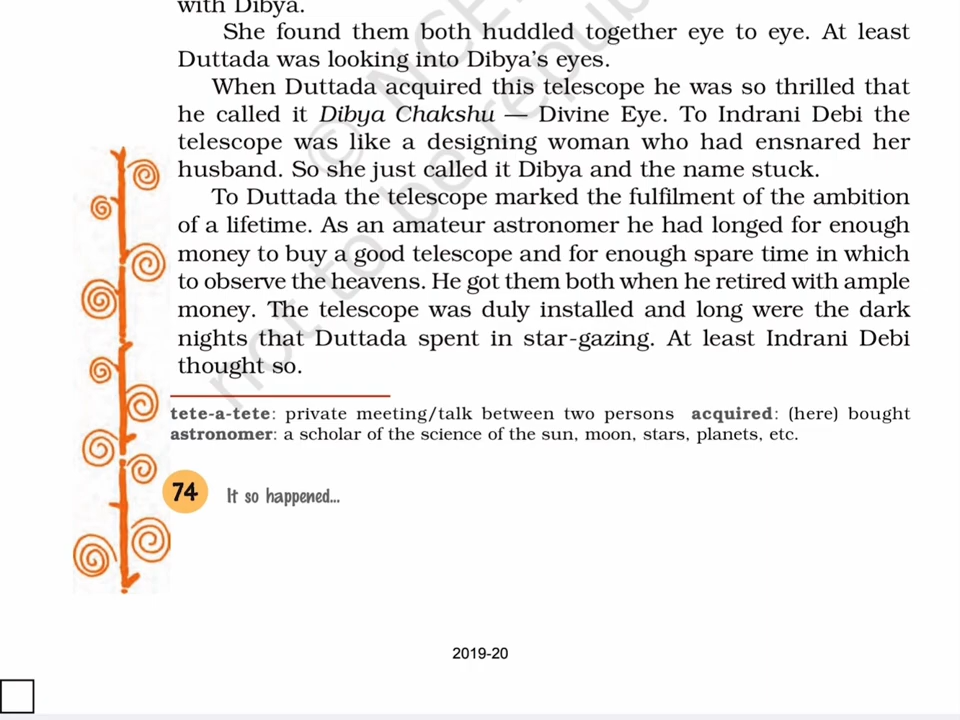 with Dibya.
She found them both huddled together eye to eye. At least
Duttada was looking into Dibya's eyes.
When Duttada acquired this telescope he was so thrilled that
he called it Dibya Chakshu — Divine Eye. To Indrani Debi the
telescope was like a designing woman who had ensnared her
husband. So she just called it Dibya and the name stuck.
To Duttada the telescope marked the fulfilment of the ambition
of a lifetime. As an amateur astronomer he had longed for enough
money to buy a good telescope and for enough spare time in which
to observe the heavens. He got them both when he retired with ample
money. The telescope was duly installed and long were the dark
nights that Duttada spent in star-gazing. At least Indrani Debi
thought so.
tete-a-tete: private meeting/talk between two persons acquired: (here) bought
astronomer: a scholar of the science of the sun, moon, stars, planets, etc.
74 It so happened...
2019-20
© NCE
not to be repub